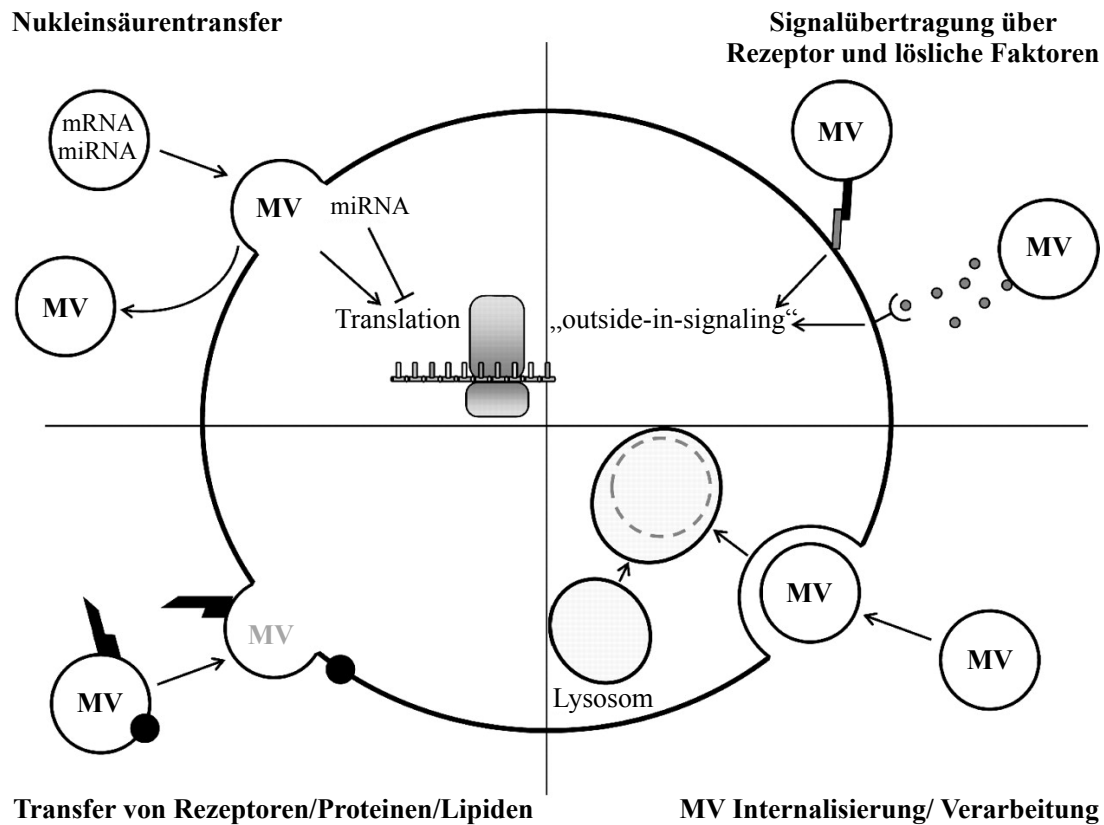 Nukleinsäurentransfer
Signalübertragung über
Rezeptor und lösliche Faktoren
mRNA
miRNA
MV
miRNA
MV
Translation
MV
MV
„outside-in-signaling“
MV
MV
Lysosom
MV
MV
Transfer von Rezeptoren/Proteinen/Lipiden
MV Internalisierung/ Verarbeitung